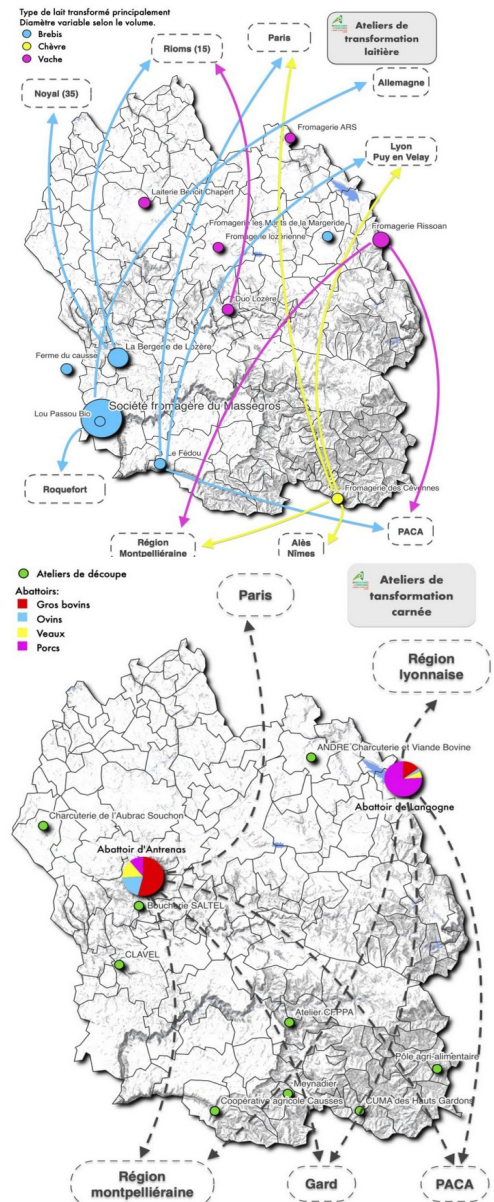 Type de lait transformé principalement
Diamètre variable selon le volume.
Brebis
Chèvre
Vache
Rioms (15)
Paris
Ateliers de
transformation
laitière
Noyal (35)
Allemagne
Fromagerie ARS
Lyon
Puy en Velay
Laiterie Benoit Chapert
Fromagerie les Monts de la Margeride
Fromagerie lozérienne
Fromagerie Rissoan
Duo Lozère
La Bergerie de Lozère
Ferme du causse
Société fromagère du Massegros
Lou Passou Bio
Le Fédou
Roquefort
Fromagerie des Cévennes
Région
Montpelliéraine
Alès
Nîmes
PACA
Ateliers de découpe
Abattoirs:
Gros bovins
Ovins
Veaux
Porcs
Paris
Ateliers de
tansformation
carnée
Région
lyonnaise
ANDRE Charcuterie et Viande Bovine
Abattoir de Langogne
Charcuterie de l'Aubrac Souchon
Abattoir d'Antrenas
Boucherie SALTEL
CLAVEL
Atelier CFPPA
Pôle agri-alimentaire
Meynadier
Coopérative agricole Causses
CUMA des Hauts Gardons
Région
montpelliéraine
Gard
PACA